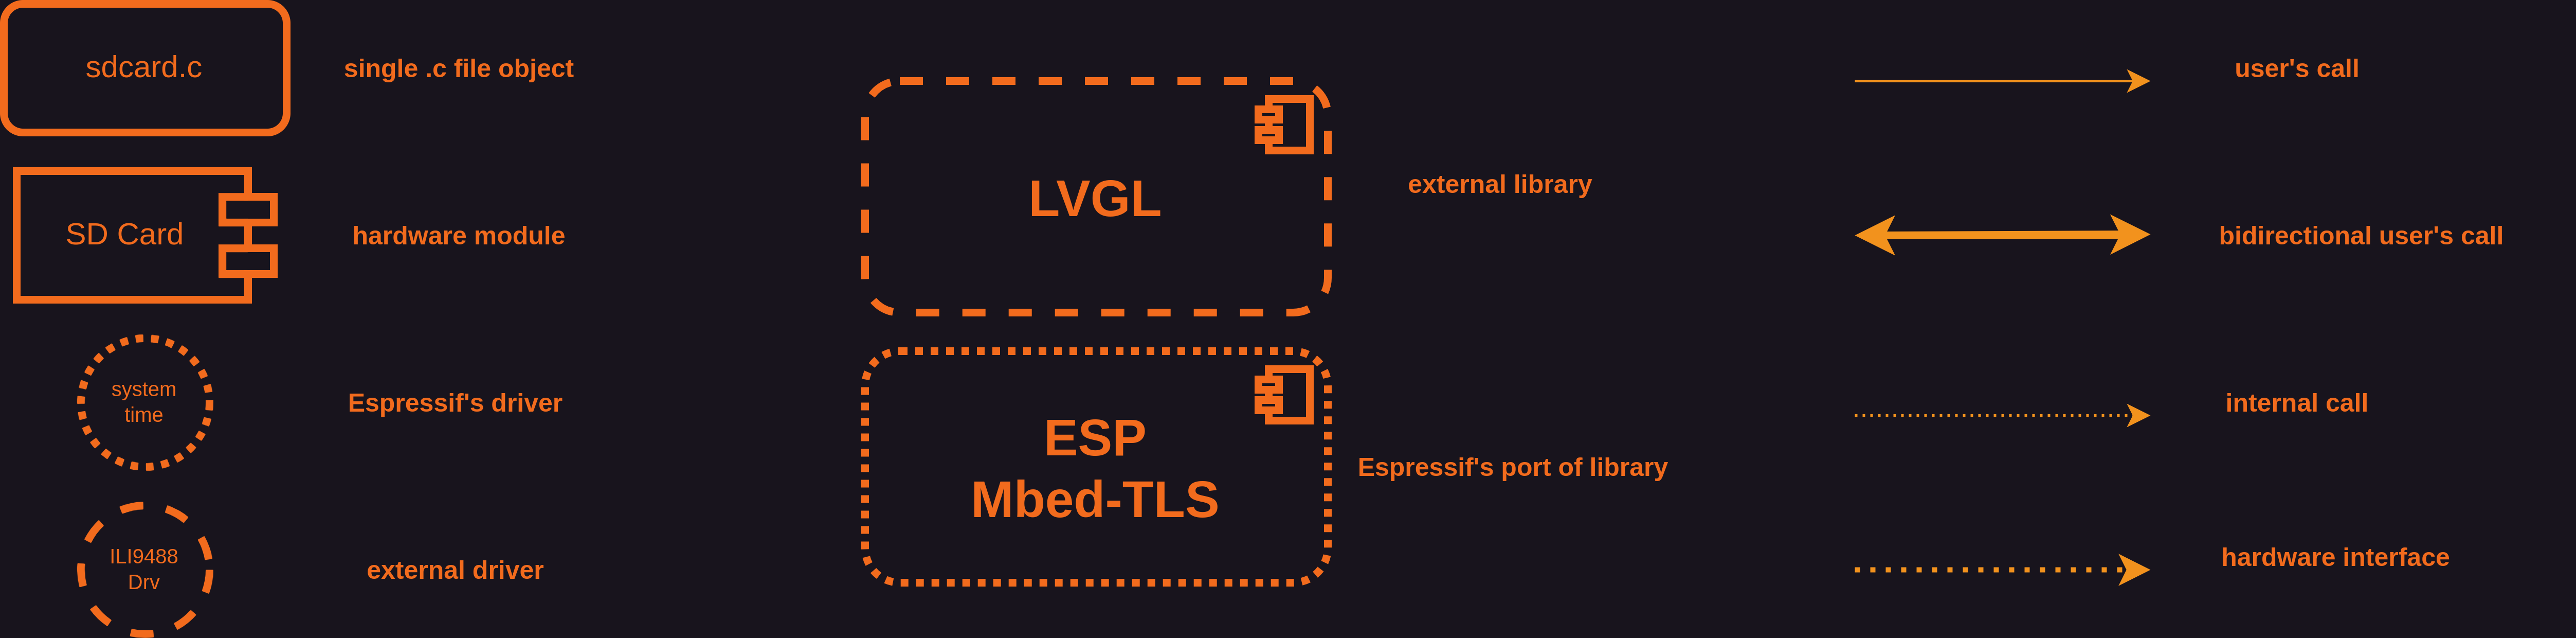 sdcard.c
single .c file object
SD Card
hardware module
system
time
Espressif's driver
ILI9488
Drv
external driver
LVGL
external library
ESP
Mbed-TLS
Espressif's port of library
user's call
bidirectional user's call
internal call
hardware interface